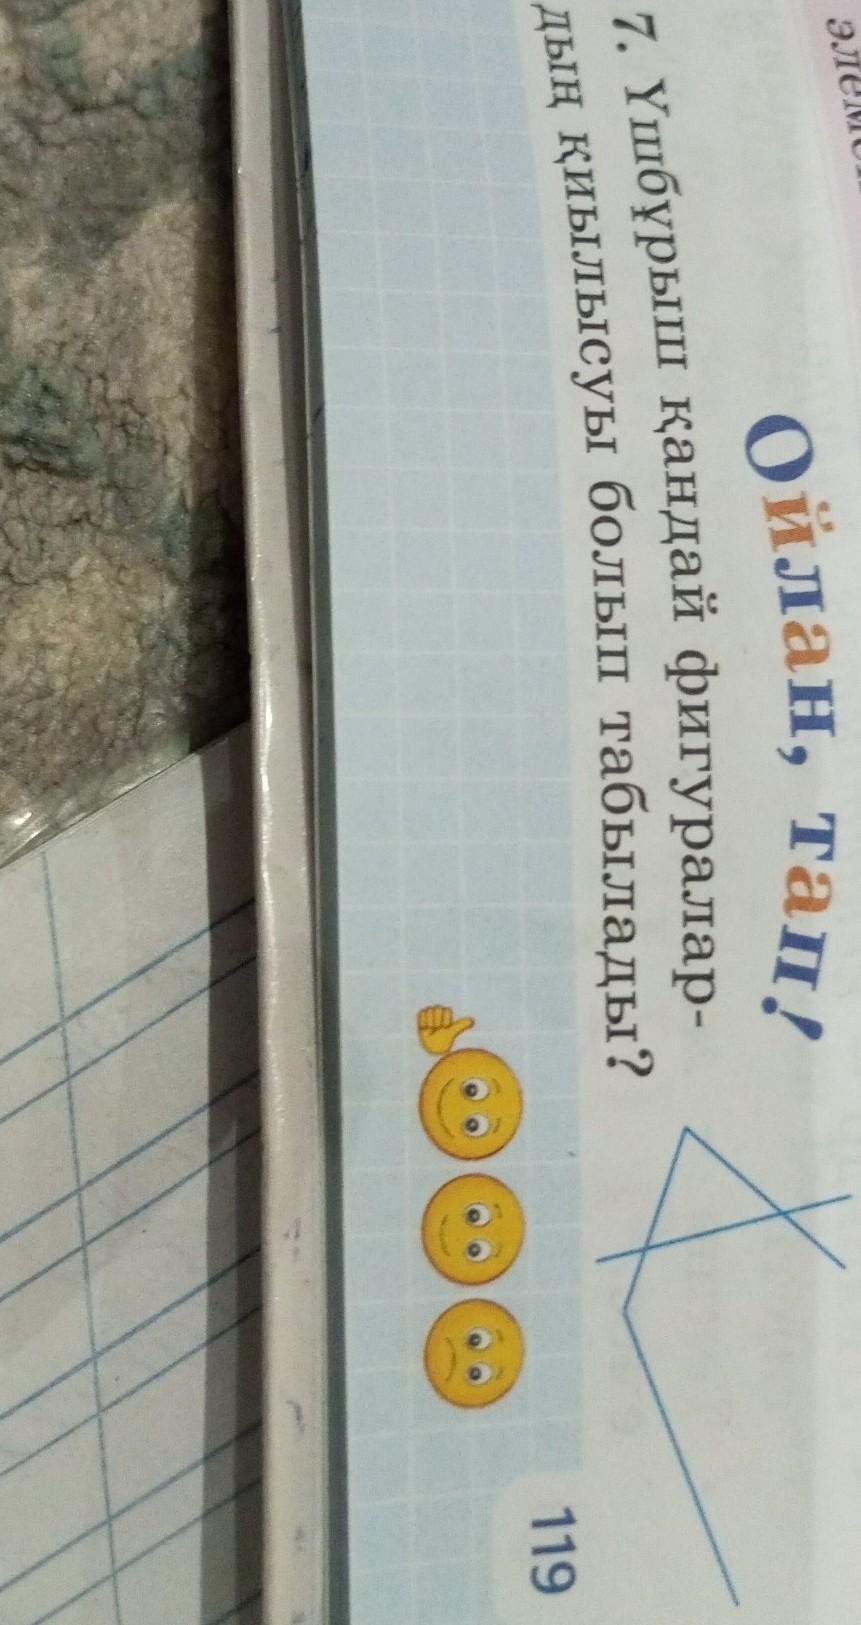 Ойлан, тап!
7. Үшбұрыш қандай фигуралар-
дың қиылысуы болып табылады?
119